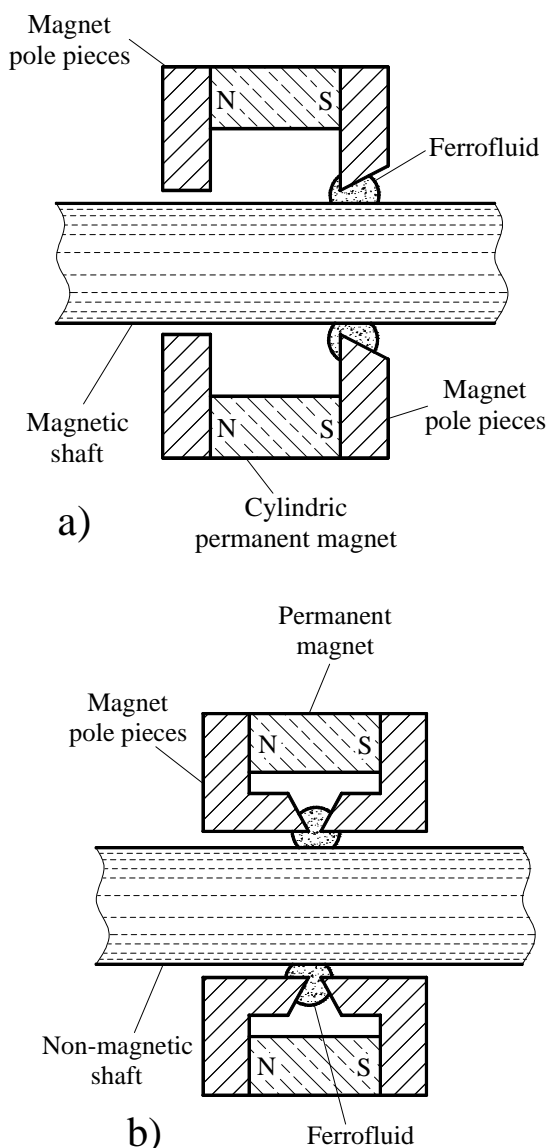 Magnet
pole pieces
N
S
Ferrofluid
Magnetic
shaft
N
S
Magnet
pole pieces
Cylindric
permanent magnet
a)
Permanent
magnet
Magnet
pole pieces
N
S
Non-magnetic
shaft
N
S
Ferrofluid
b)